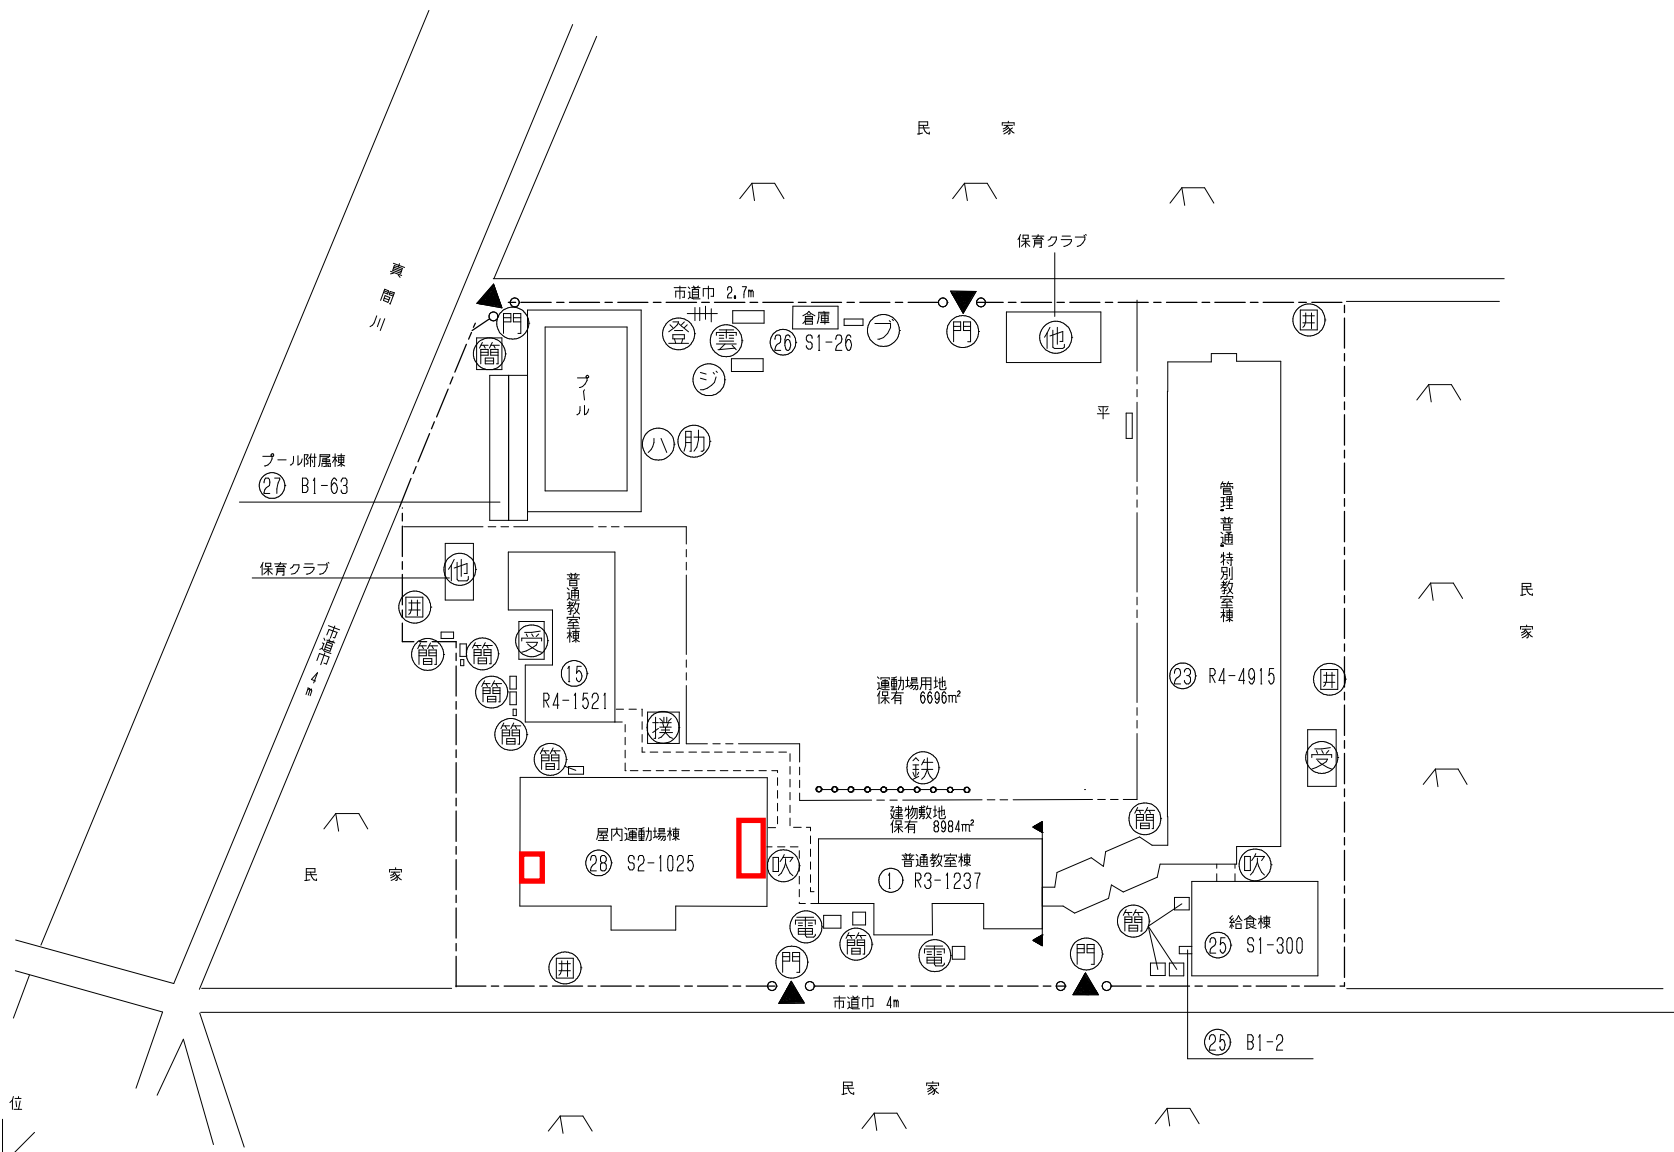 民 家
保育クラブ
真間川
市道巾 2.7m
門
簡
登
雲
倉庫
26 S1-26
ブ
門
他
囲
ジ
プール
平
ハ
肋
プール附属棟
27 B1-63
管理,普通,特別教室棟
23 R4-4915
保育クラブ
他
囲
普通教室棟
15
R4-1521
受
簡
簡
簡
簡
簡
市道巾 4m
民 家
運動場用地
保有 6696m²
囲
撲
鉄
受
建物敷地
保有 8984m²
簡
屋内運動場棟
28 S2-1025
吹
普通教室棟
1 R3-1237
吹
民 家
電
簡
電
簡
給食棟
25 S1-300
囲
門
門
市道巾 4m
25 B1-2
民 家
位